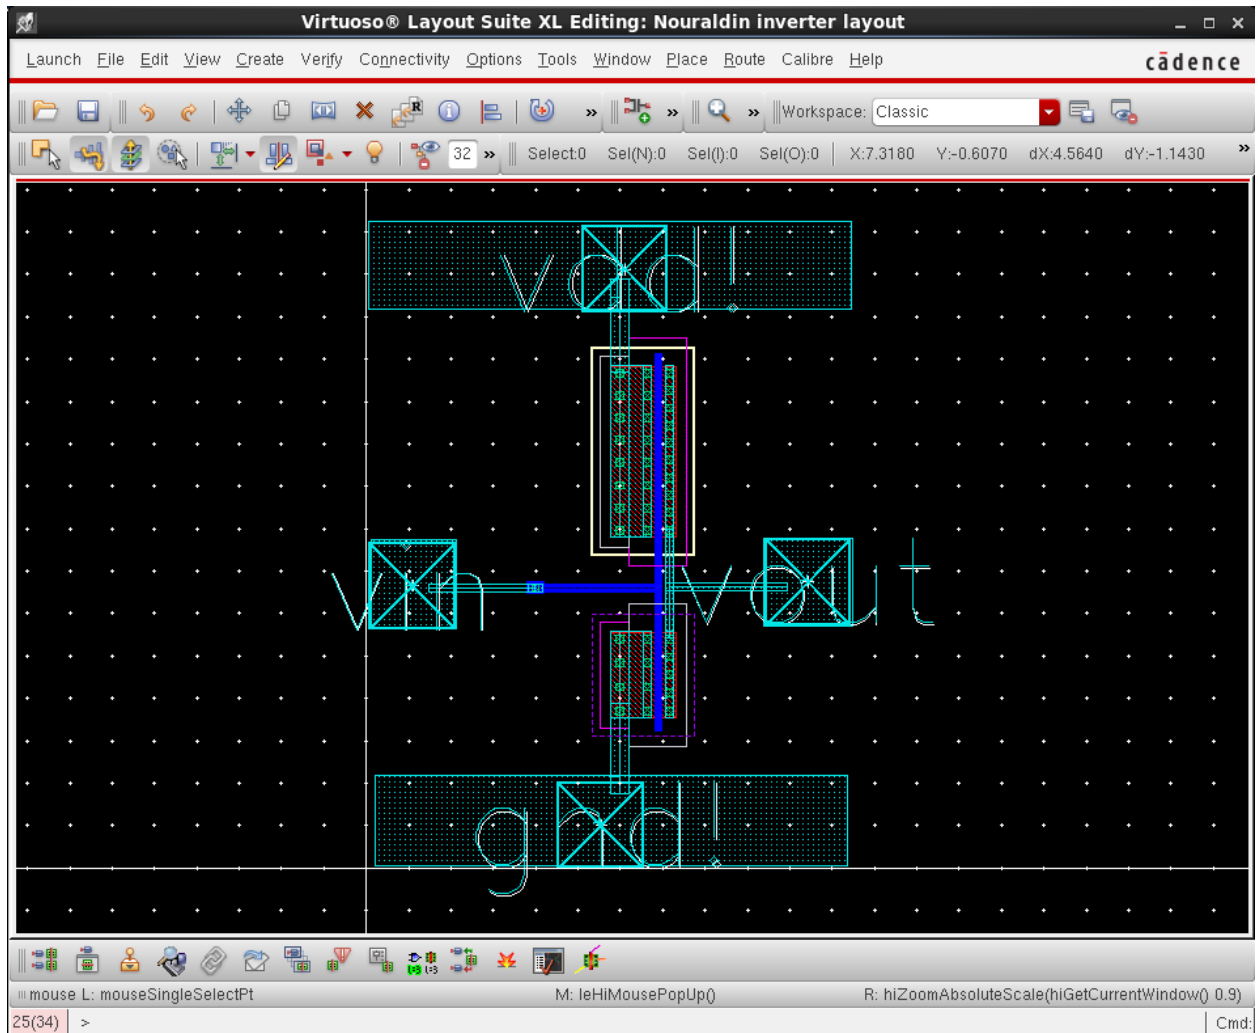 Virtuoso® Layout Suite XL Editing: Nouraldin inverter layout
Launch File Edit View Create Verify Connectivity Options Tools Window Place Route Calibre Help cādence
R » » » Workspace: Classic
32 » Select:0 Sel(N):0 Sel(I):0 Sel(O):0 X:7.3180 Y:-0.6070 dX:4.5640 dY:-1.1430 »
vdd!
vin vout
gnd!
mouse L: mouseSingleSelectPt M: leHiMousePopUp() R: hiZoomAbsoluteScale(hiGetCurrentWindow() 0.9)
25(34) > Cmd: